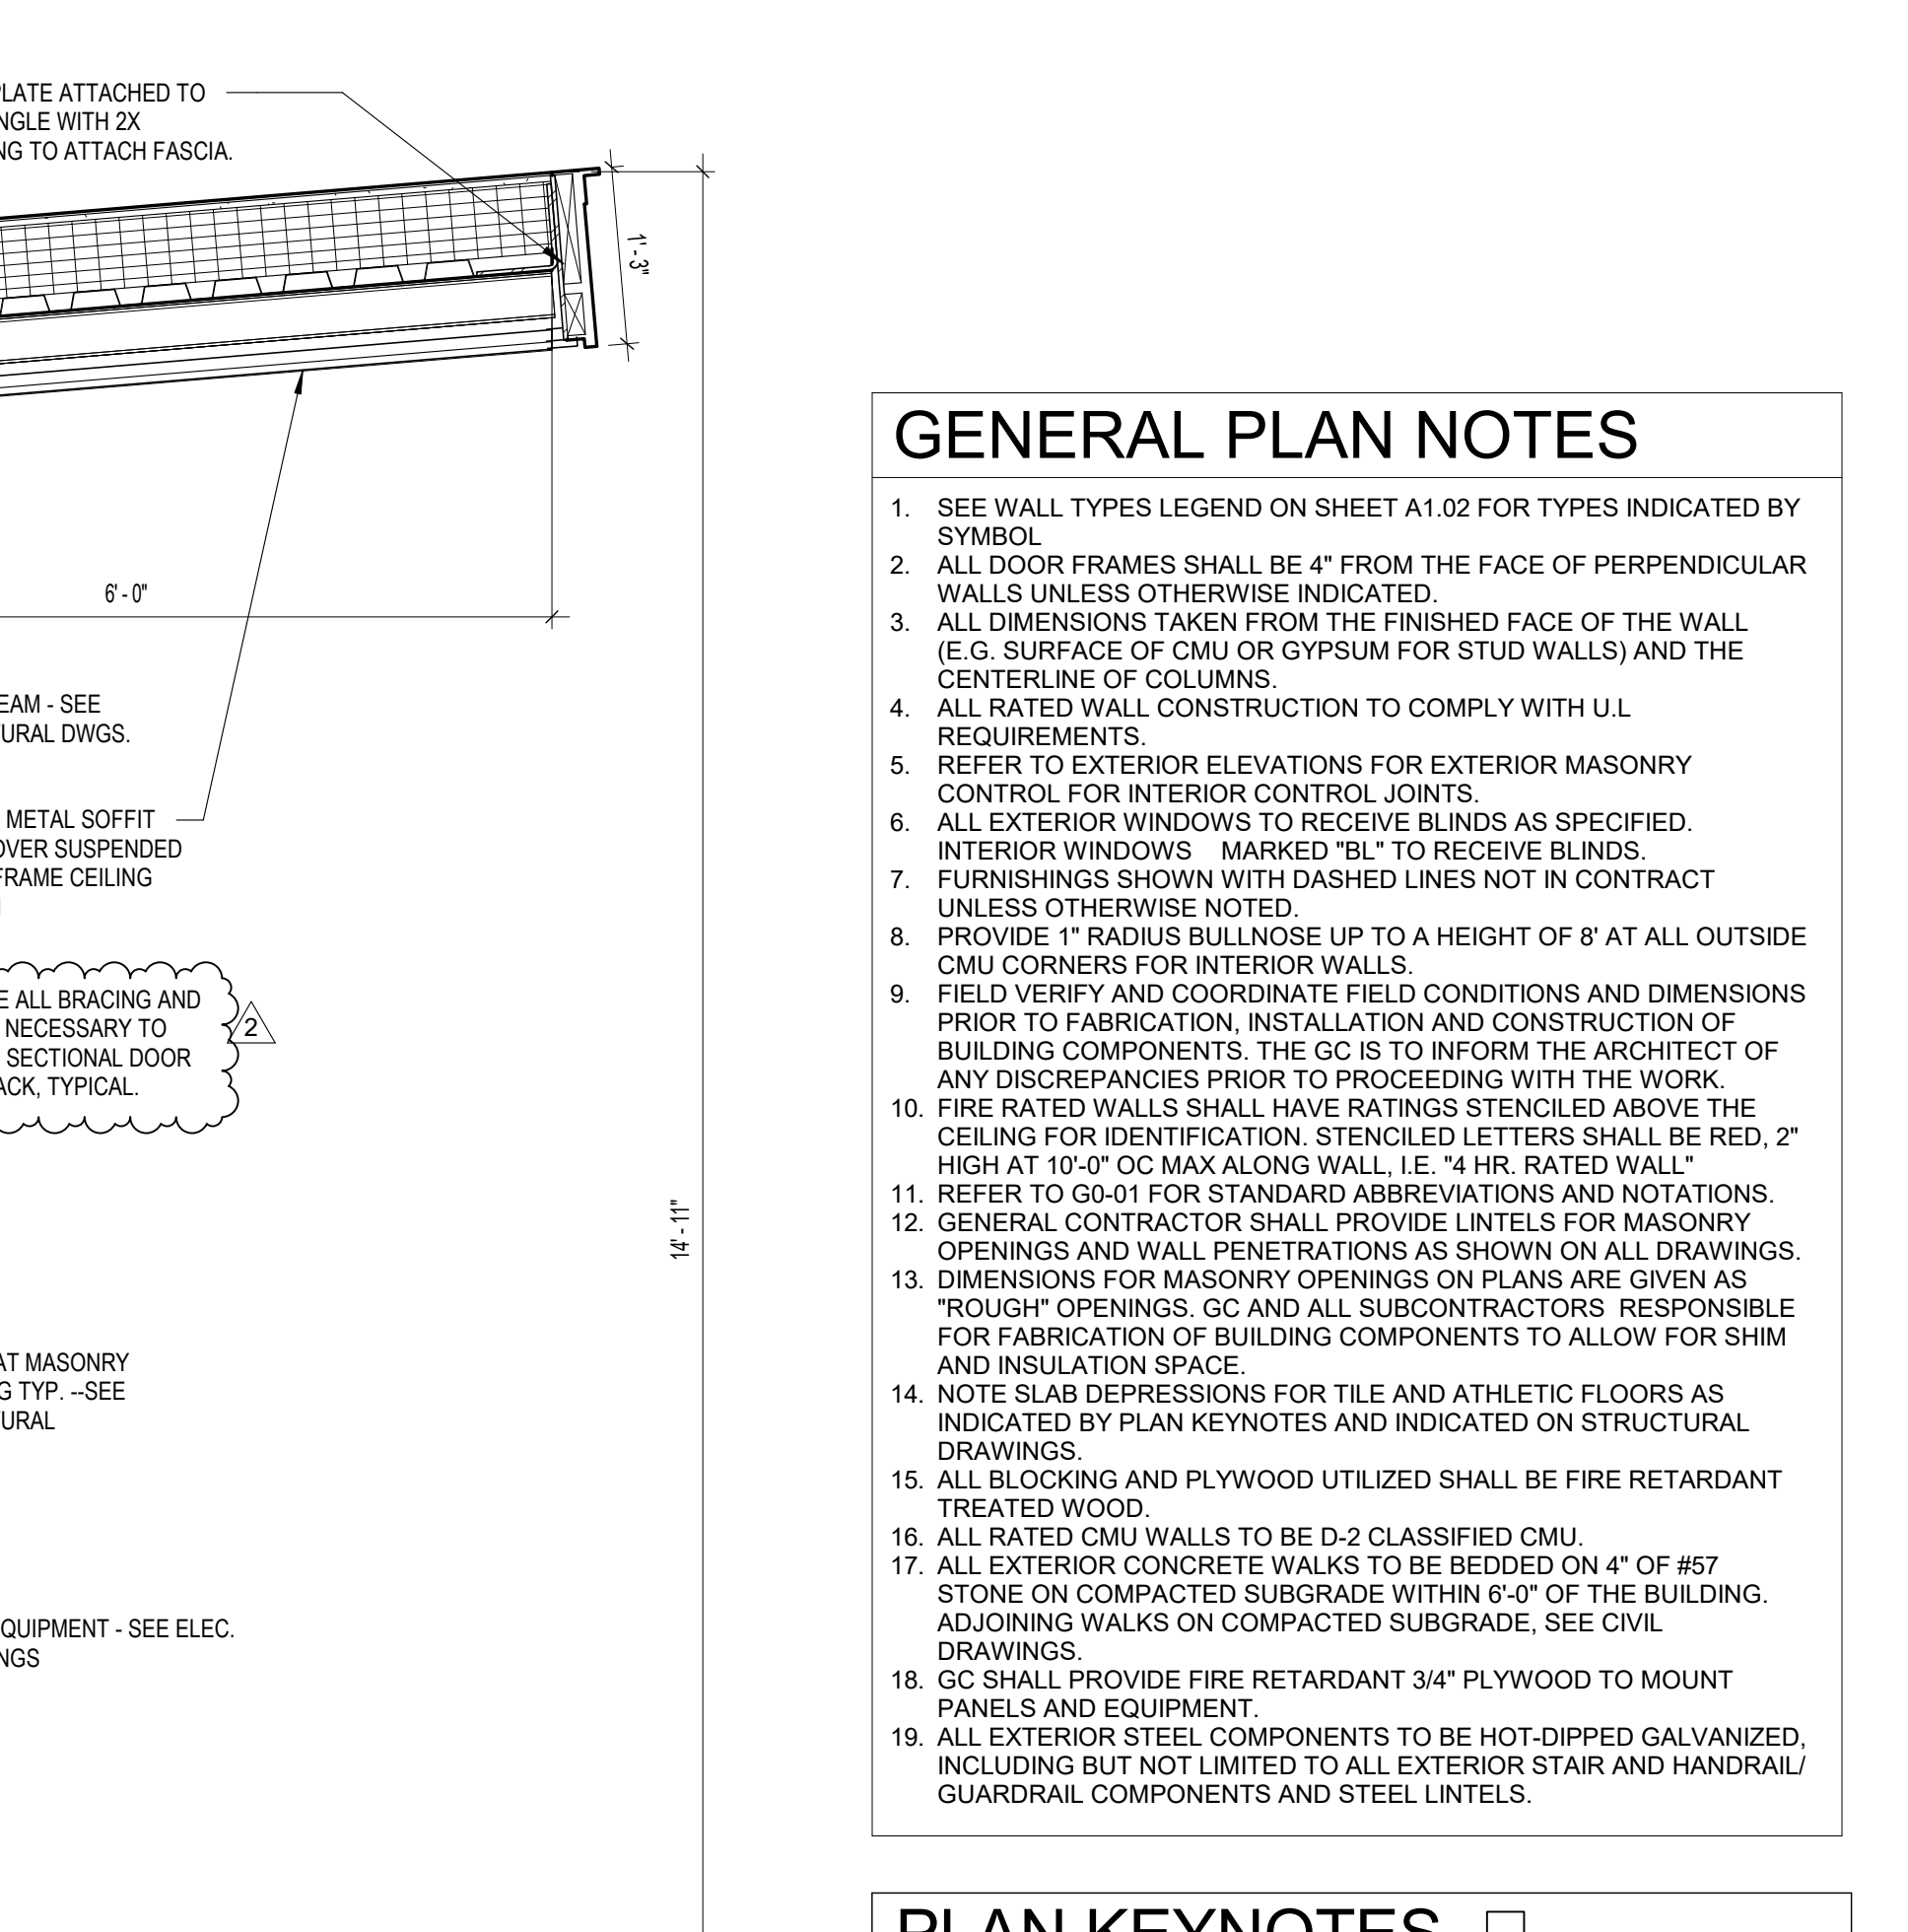 ATTACHED TO
WITH 2X
TO ATTACH FASCIA.
1' - 3"
6' - 0"
- SEE
DWGS.
METAL SOFFIT
SUSPENDED
CEILING
ALL BRACING AND
NECESSARY TO
SECTIONAL DOOR
TYPICAL.
2
14' - 11"
MASONRY
TYP. --SEE
- SEE ELEC.
GENERAL PLAN NOTES
1. SEE WALL TYPES LEGEND ON SHEET A1.02 FOR TYPES INDICATED BY
SYMBOL
2. ALL DOOR FRAMES SHALL BE 4" FROM THE FACE OF PERPENDICULAR
WALLS UNLESS OTHERWISE INDICATED.
3. ALL DIMENSIONS TAKEN FROM THE FINISHED FACE OF THE WALL
(E.G. SURFACE OF CMU OR GYPSUM FOR STUD WALLS) AND THE
CENTERLINE OF COLUMNS.
4. ALL RATED WALL CONSTRUCTION TO COMPLY WITH U.L
REQUIREMENTS.
5. REFER TO EXTERIOR ELEVATIONS FOR EXTERIOR MASONRY
CONTROL FOR INTERIOR CONTROL JOINTS.
6. ALL EXTERIOR WINDOWS TO RECEIVE BLINDS AS SPECIFIED.
INTERIOR WINDOWS MARKED "BL" TO RECEIVE BLINDS.
7. FURNISHINGS SHOWN WITH DASHED LINES NOT IN CONTRACT
UNLESS OTHERWISE NOTED.
8. PROVIDE 1" RADIUS BULLNOSE UP TO A HEIGHT OF 8' AT ALL OUTSIDE
CMU CORNERS FOR INTERIOR WALLS.
9. FIELD VERIFY AND COORDINATE FIELD CONDITIONS AND DIMENSIONS
PRIOR TO FABRICATION, INSTALLATION AND CONSTRUCTION OF
BUILDING COMPONENTS. THE GC IS TO INFORM THE ARCHITECT OF
ANY DISCREPANCIES PRIOR TO PROCEEDING WITH THE WORK.
10. FIRE RATED WALLS SHALL HAVE RATINGS STENCILED ABOVE THE
CEILING FOR IDENTIFICATION. STENCILED LETTERS SHALL BE RED, 2"
HIGH AT 10'-0" OC MAX ALONG WALL, I.E. "4 HR. RATED WALL"
11. REFER TO G0-01 FOR STANDARD ABBREVIATIONS AND NOTATIONS.
12. GENERAL CONTRACTOR SHALL PROVIDE LINTELS FOR MASONRY
OPENINGS AND WALL PENETRATIONS AS SHOWN ON ALL DRAWINGS.
13. DIMENSIONS FOR MASONRY OPENINGS ON PLANS ARE GIVEN AS
"ROUGH" OPENINGS. GC AND ALL SUBCONTRACTORS RESPONSIBLE
FOR FABRICATION OF BUILDING COMPONENTS TO ALLOW FOR SHIM
AND INSULATION SPACE.
14. NOTE SLAB DEPRESSIONS FOR TILE AND ATHLETIC FLOORS AS
INDICATED BY PLAN KEYNOTES AND INDICATED ON STRUCTURAL
DRAWINGS.
15. ALL BLOCKING AND PLYWOOD UTILIZED SHALL BE FIRE RETARDANT
TREATED WOOD.
16. ALL RATED CMU WALLS TO BE D-2 CLASSIFIED CMU.
17. ALL EXTERIOR CONCRETE WALKS TO BE BEDDED ON 4" OF #57
STONE ON COMPACTED SUBGRADE WITHIN 6'-0" OF THE BUILDING.
ADJOINING WALKS ON COMPACTED SUBGRADE, SEE CIVIL
DRAWINGS.
18. GC SHALL PROVIDE FIRE RETARDANT 3/4" PLYWOOD TO MOUNT
PANELS AND EQUIPMENT.
19. ALL EXTERIOR STEEL COMPONENTS TO BE HOT-DIPPED GALVANIZED,
INCLUDING BUT NOT LIMITED TO ALL EXTERIOR STAIR AND HANDRAIL/
GUARDRAIL COMPONENTS AND STEEL LINTELS.
PLAN KEYNOTES